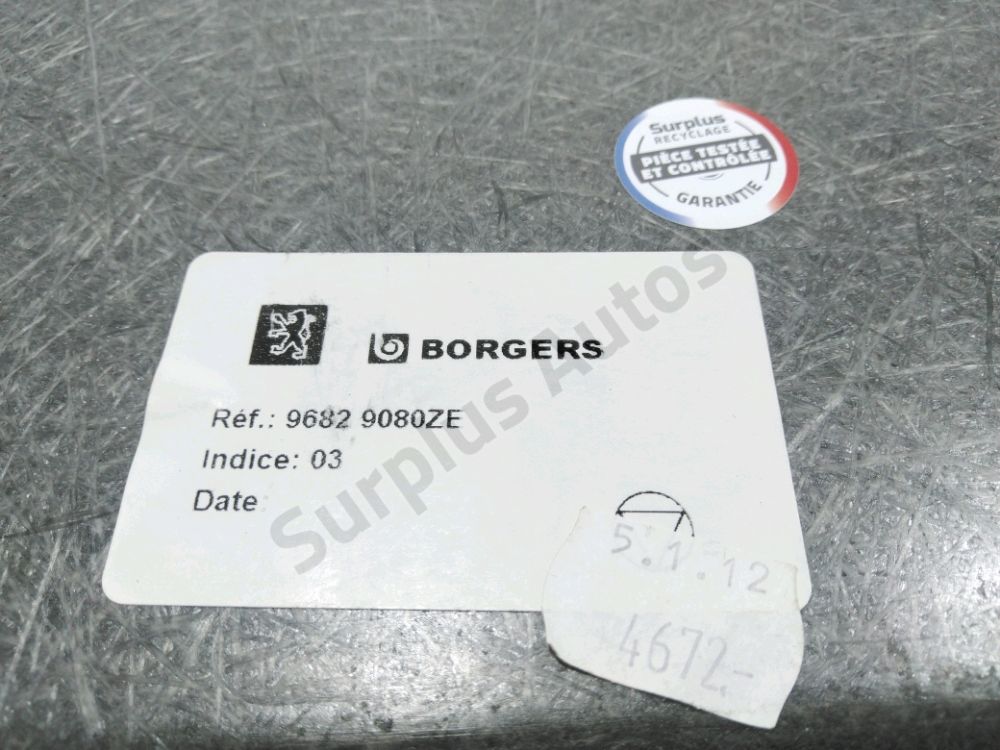 Surplus
RECYCLAGE
PIÈCE TESTÉE
ET CONTRÔLÉE
GARANTIE
BORGERS
Réf.: 9682 9080ZE
Indice: 03
Date
5.1.12
4672.-
Surplus Autos